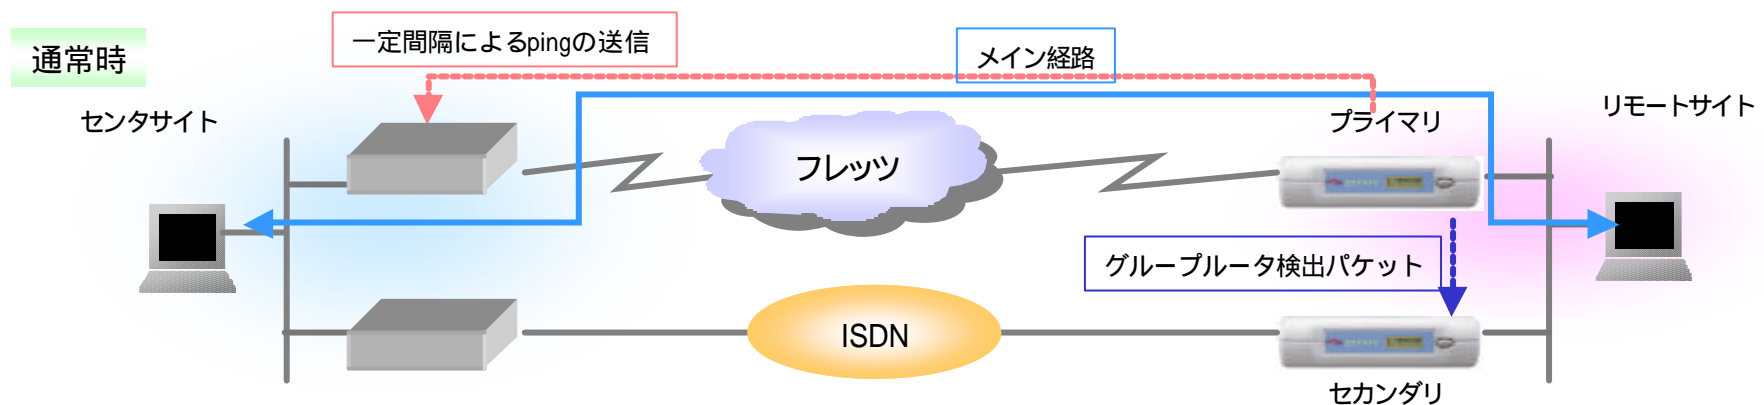 通常時
一定間隔によるpingの送信
メイン経路
センタサイト
プライマリ
リモートサイト
フレッツ
グループルータ検出パケット
ISDN
セカンダリ